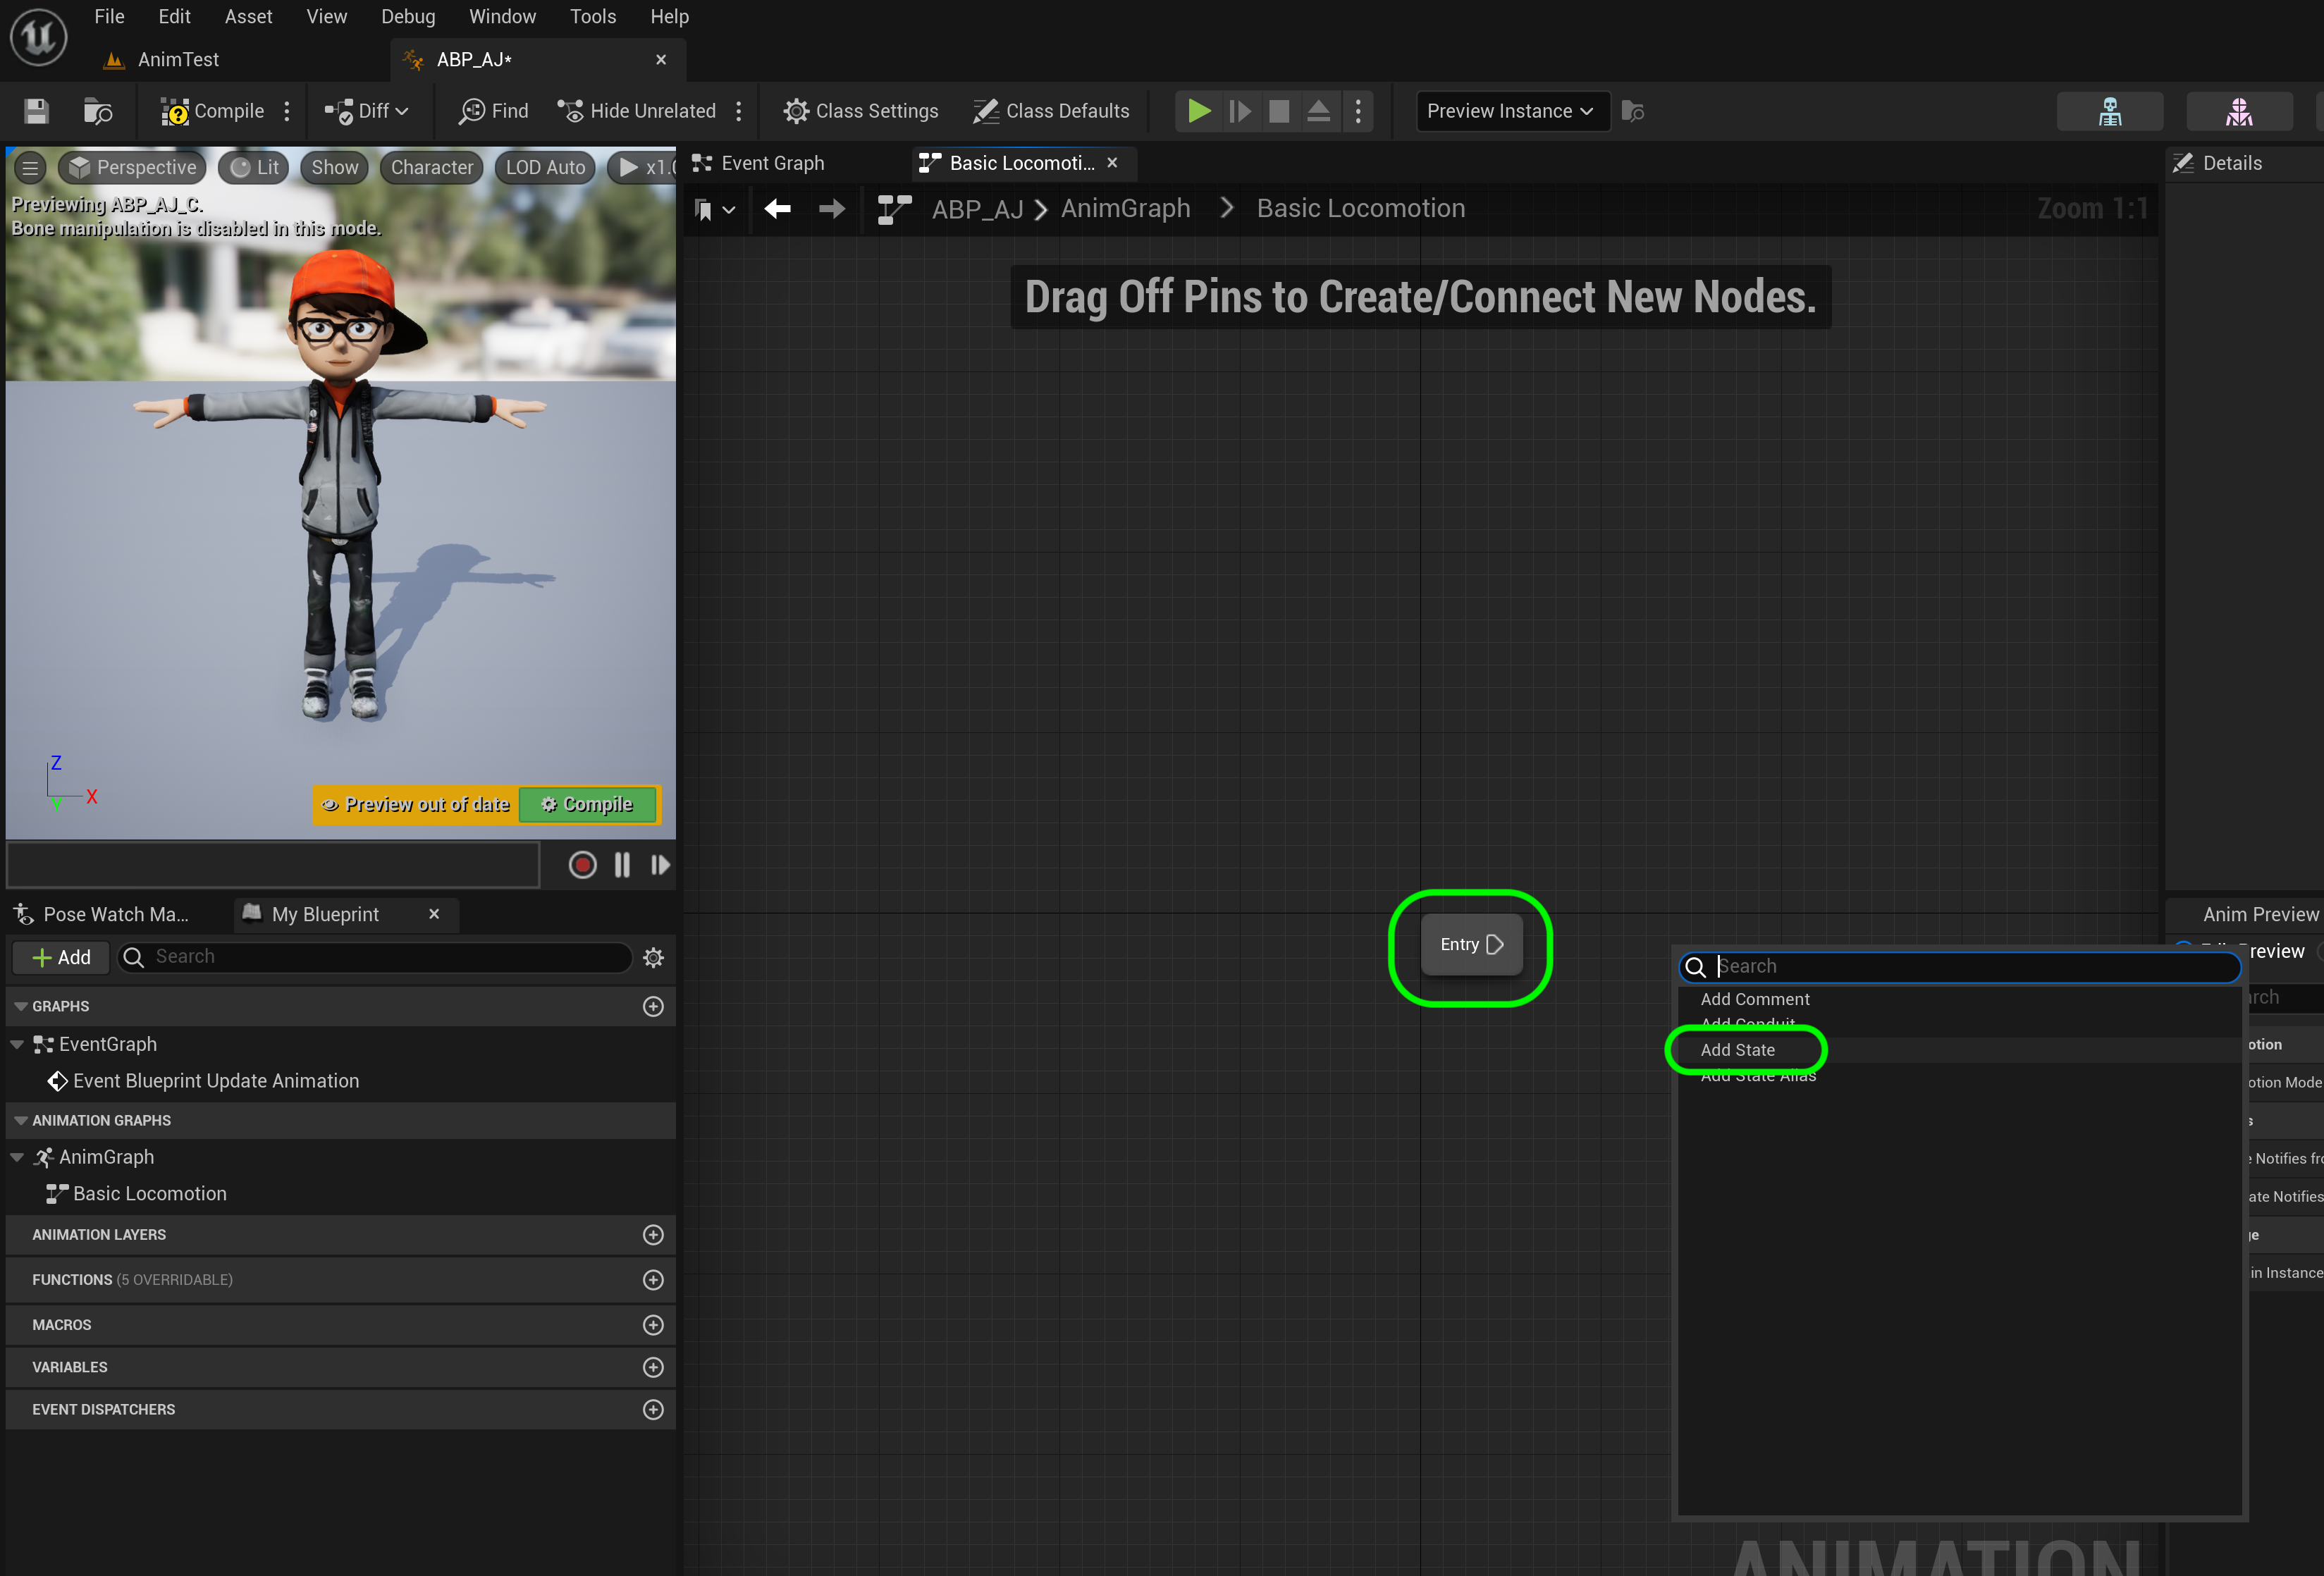 File Edit Asset View Debug Window Tools Help
AnimTest
ABP_AJ*
Compile Diff Find Hide Unrelated Class Settings Class Defaults Preview Instance
Perspective Lit Show Character LOD Auto x1.0
Previewing ABP_AJ_C.
Bone manipulation is disabled in this mode.
Z
X
Y
Preview out of date Compile
Event Graph
Basic Locomoti...
Details
ABP_AJ > AnimGraph > Basic Locomotion
Zoom 1:1
Drag Off Pins to Create/Connect New Nodes.
Entry
Search
Add Comment
Add Conduit
Add State
Add State Alias
ANIMATION
Pose Watch Ma...
My Blueprint
+ Add
Search
GRAPHS
EventGraph
Event Blueprint Update Animation
ANIMATION GRAPHS
AnimGraph
Basic Locomotion
ANIMATION LAYERS
FUNCTIONS (5 OVERRIDABLE)
MACROS
VARIABLES
EVENT DISPATCHERS
Anim Preview
Preview
otion
otion Mode
s
e Notifies fro
ate Notifies
ge
in Instance